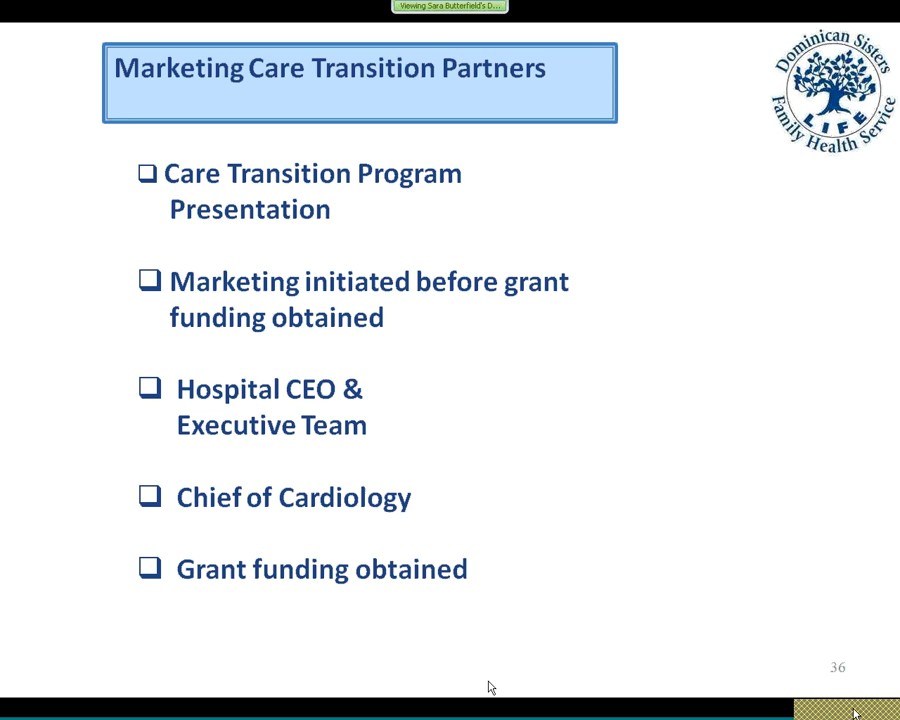 Viewing Sara Butterfield's D...
Marketing Care Transition Partners
Dominican Sisters
LIFE
Family Health Service
Care Transition Program
Presentation
Marketing initiated before grant
funding obtained
Hospital CEO &
Executive Team
Chief of Cardiology
Grant funding obtained
36